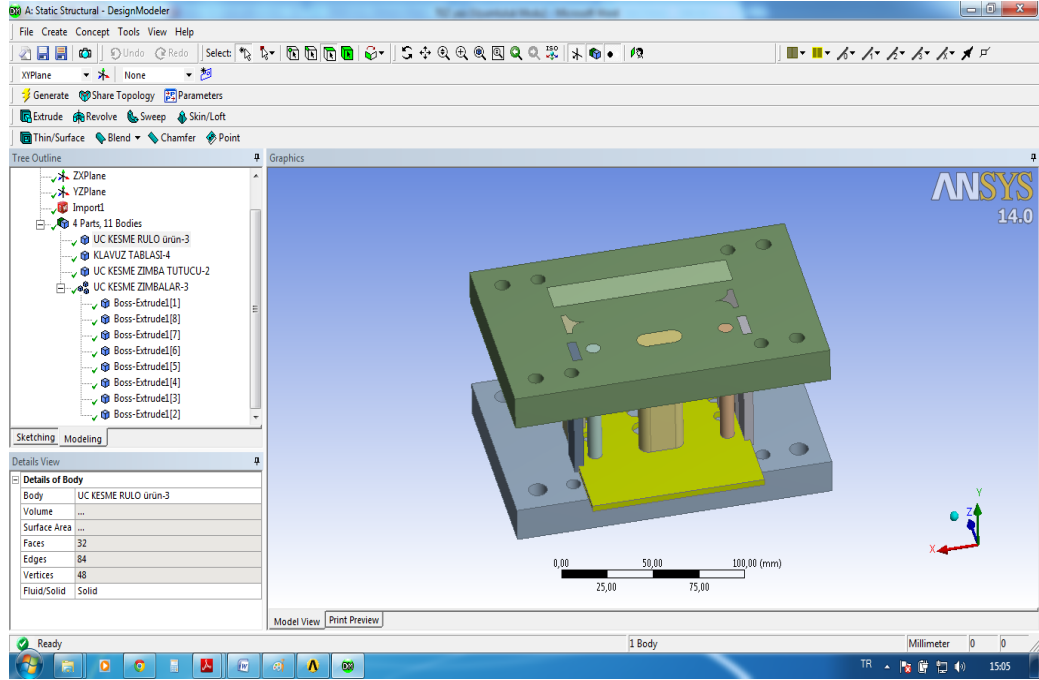 A: Static Structural - DesignModeler
File Create Concept Tools View Help
Undo Redo Select:
XYPlane None
Generate Share Topology Parameters
Extrude Revolve Sweep Skin/Loft
Thin/Surface Blend Chamfer Point
Tree Outline
ZXPlane
YZPlane
Import1
4 Parts, 11 Bodies
UC KESME RULO ürün-3
KLAVUZ TABLASI-4
UC KESME ZIMBA TUTUCU-2
UC KESME ZIMBALAR-3
Boss-Extrude1[1]
Boss-Extrude1[8]
Boss-Extrude1[7]
Boss-Extrude1[6]
Boss-Extrude1[5]
Boss-Extrude1[4]
Boss-Extrude1[3]
Boss-Extrude1[2]
Sketching Modeling
Details View
Details of Body
Body UC KESME RULO ürün-3
Volume ...
Surface Area ...
Faces 32
Edges 84
Vertices 48
Fluid/Solid Solid
Graphics
ISO
ANSYS
14.0
Y
Z
X
0,00 50,00 100,00 (mm)
25,00 75,00
Model View Print Preview
Ready 1 Body Millimeter 0 0
TR 15:05